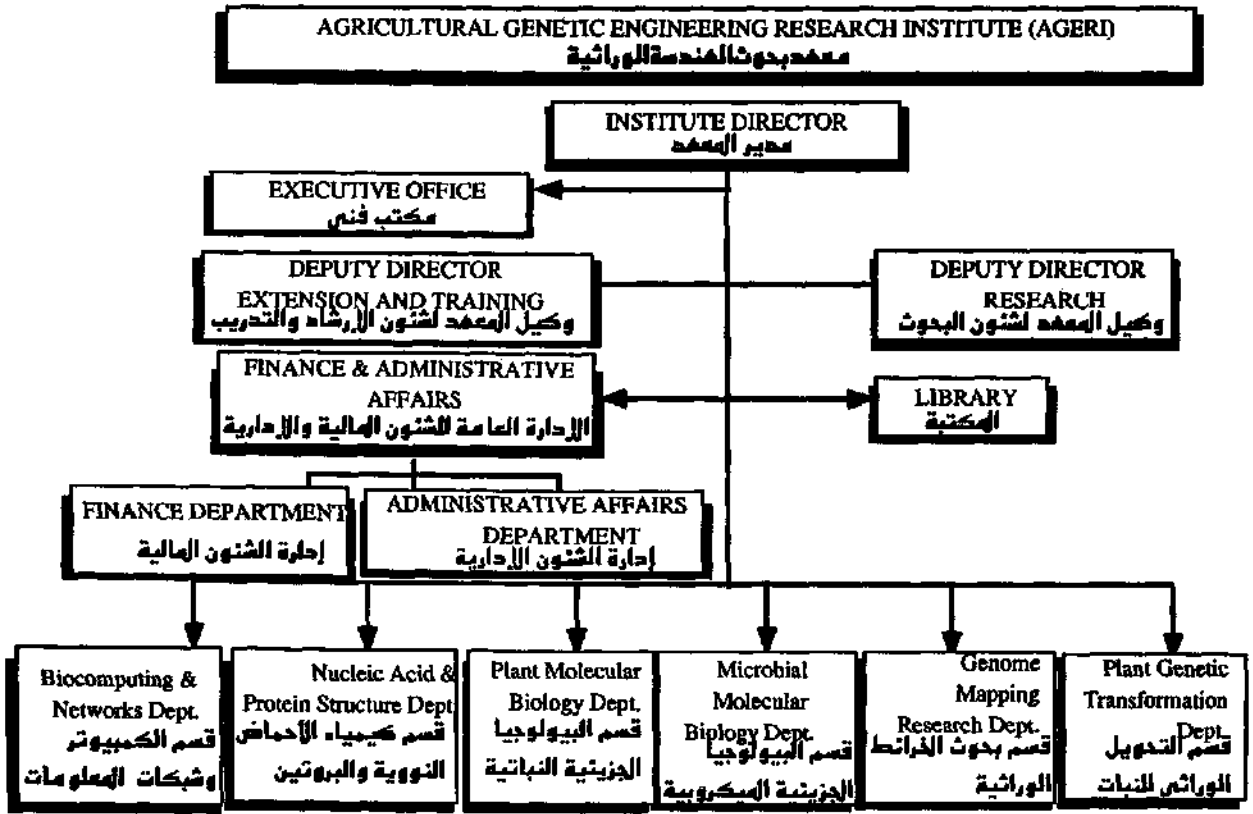 AGRICULTURAL GENETIC ENGINEERING RESEARCH INSTITUTE (AGERI)
معهد بحوث الهندسة الوراثية
INSTITUTE DIRECTOR
مدير المعهد
EXECUTIVE OFFICE
مكتب فنى
DEPUTY DIRECTOR
EXTENSION AND TRAINING
وكيل المعهد لشئون الإرشاد والتدريب
DEPUTY DIRECTOR
RESEARCH
وكيل المعهد لشئون البحوث
FINANCE & ADMINISTRATIVE
AFFAIRS
الإدارة العامة للشئون المالية والإدارية
LIBRARY
المكتبة
FINANCE DEPARTMENT
إدارة الشئون المالية
ADMINISTRATIVE AFFAIRS
DEPARTMENT
إدارة الشئون الإدارية
Biocomputing &
Networks Dept.
قسم الكمبيوتر
وشبكات المعلومات
Nucleic Acid &
Protein Structure Dept
قسم كيمياء الأحماض
النووية والبروتين
Plant Molecular
Biology Dept.
قسم البيولوجيا
الجزيئية النباتية
Microbial
Molecular
Biology Dept.
قسم البيولوجيا
الجزيئية الميكروبية
Genome
Mapping
Research Dept.
قسم بحوث الخرائط
الوراثية
Plant Genetic
Transformation
Dept.
قسم التحويل
الوراثى للنبات